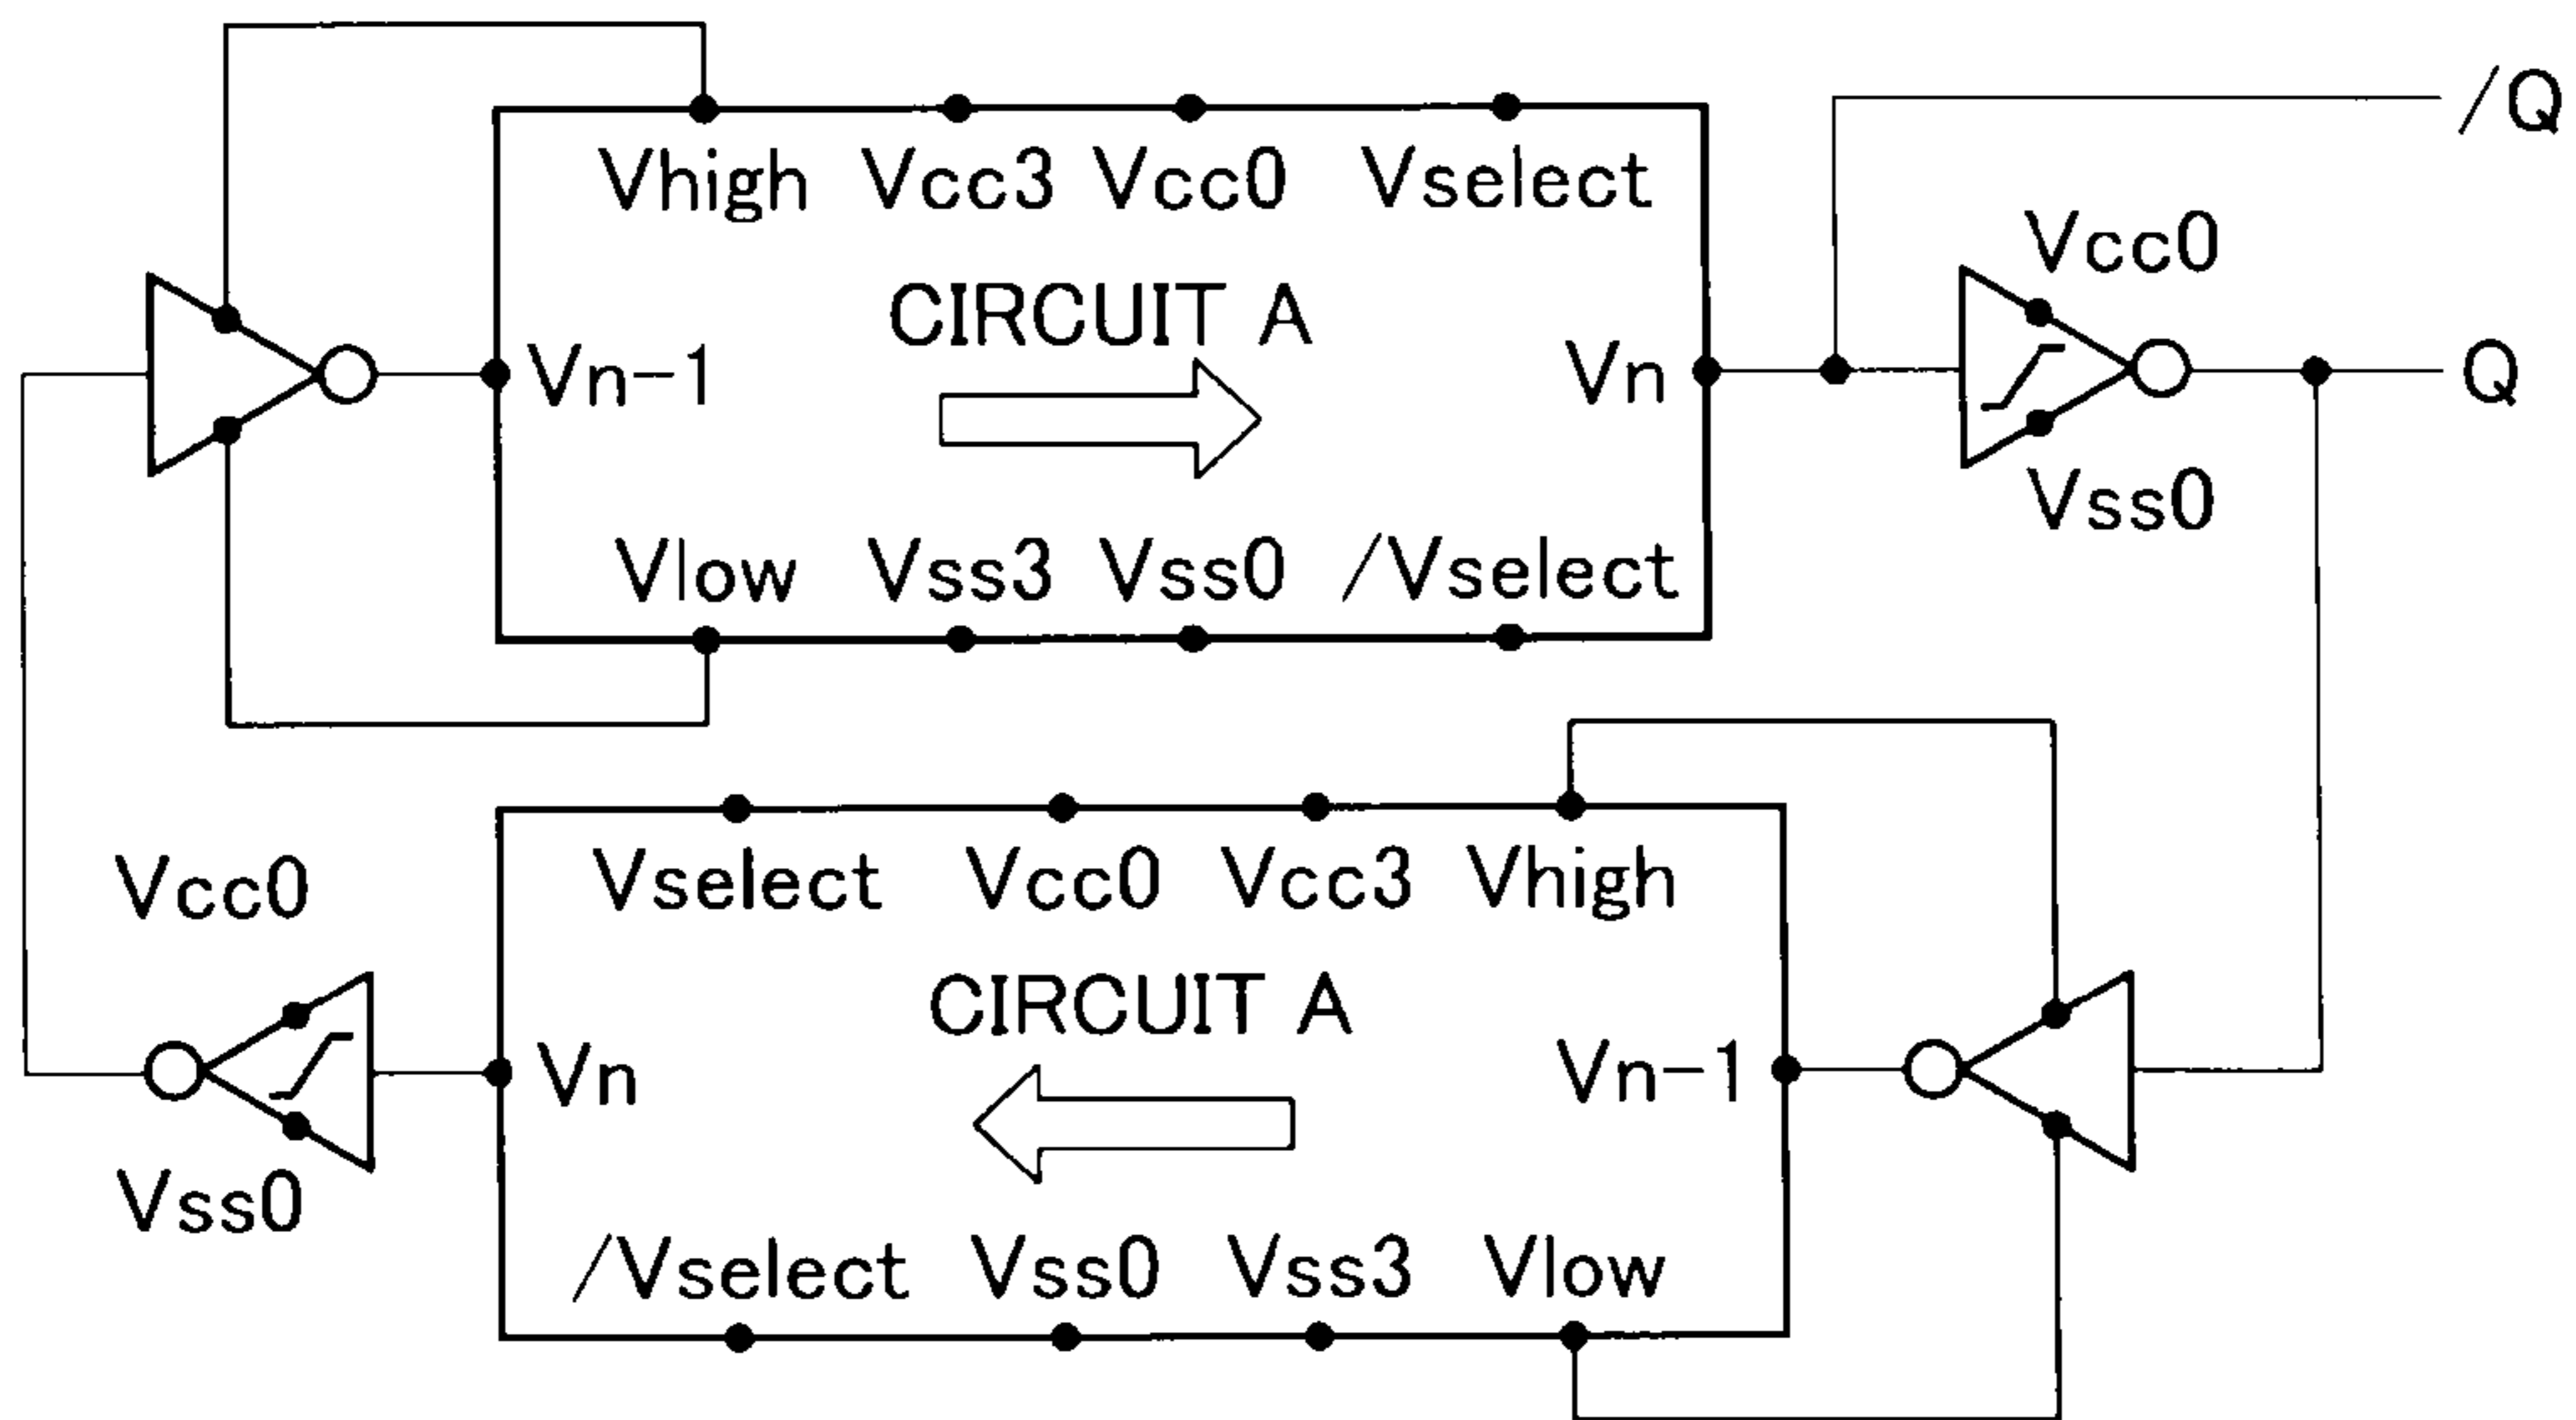 /Q
Vhigh Vcc3 Vcc0 Vselect
Vcc0
CIRCUIT A
Vn-1
Vn
Q
Vss0
Vlow Vss3 Vss0 /Vselect
Vselect Vcc0 Vcc3 Vhigh
Vcc0
CIRCUIT A
Vn
Vn-1
Vss0
/Vselect Vss0 Vss3 Vlow